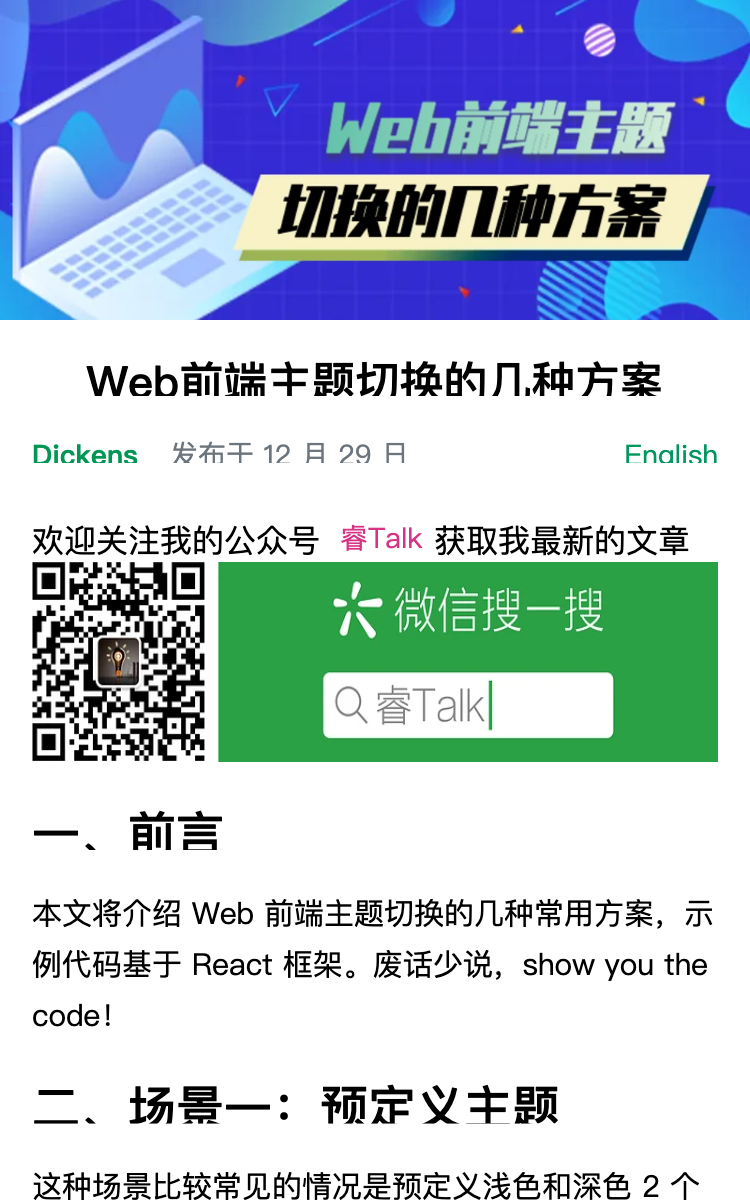 Web前端主题
切换的几种方案
Web前端主题切换的几种方案
Dickens 发布于 12 月 29 日 English
欢迎关注我的公众号 睿Talk 获取我最新的文章
微信搜一搜
睿Talk
一、前言
本文将介绍 Web 前端主题切换的几种常用方案，示
例代码基于 React 框架。废话少说，show you the
code！
二、场景一：预定义主题
这种场景比较常见的情况是预定义浅色和深色 2 个